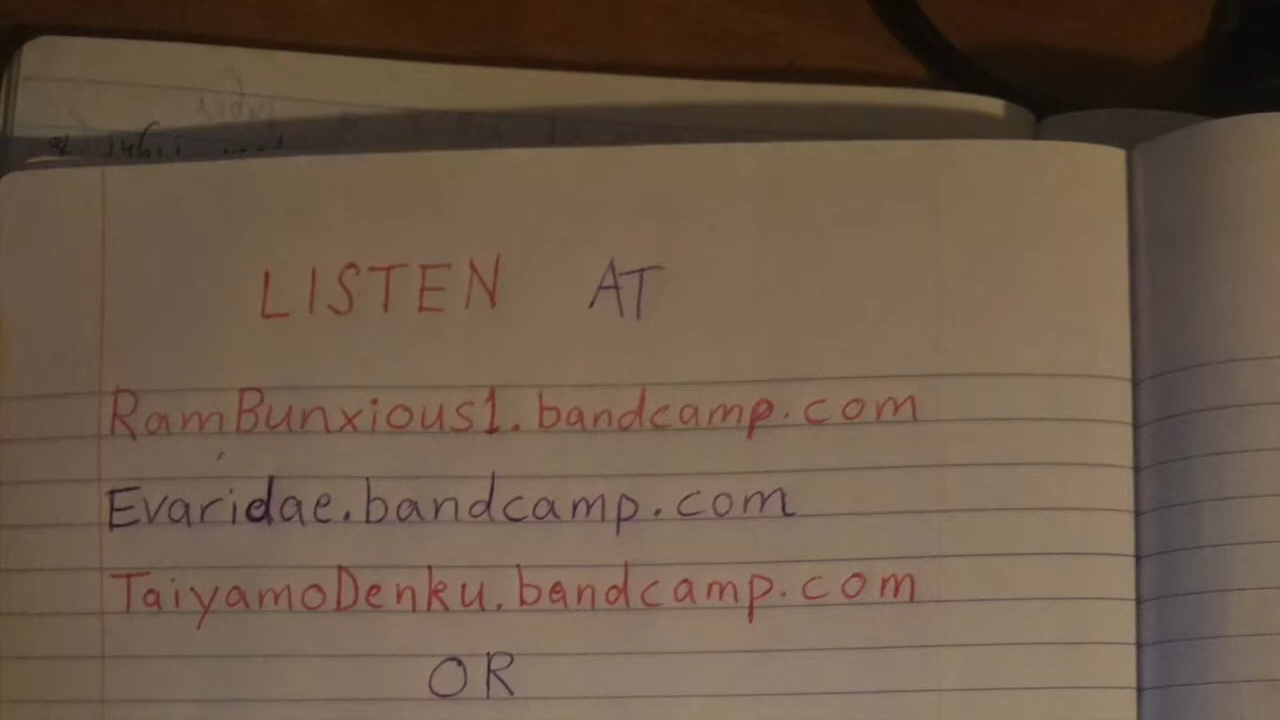 LISTEN AT
RamBunxious1.bandcamp.com
Evaridae.bandcamp.com
TaiyamoDenku.bandcamp.com
OR